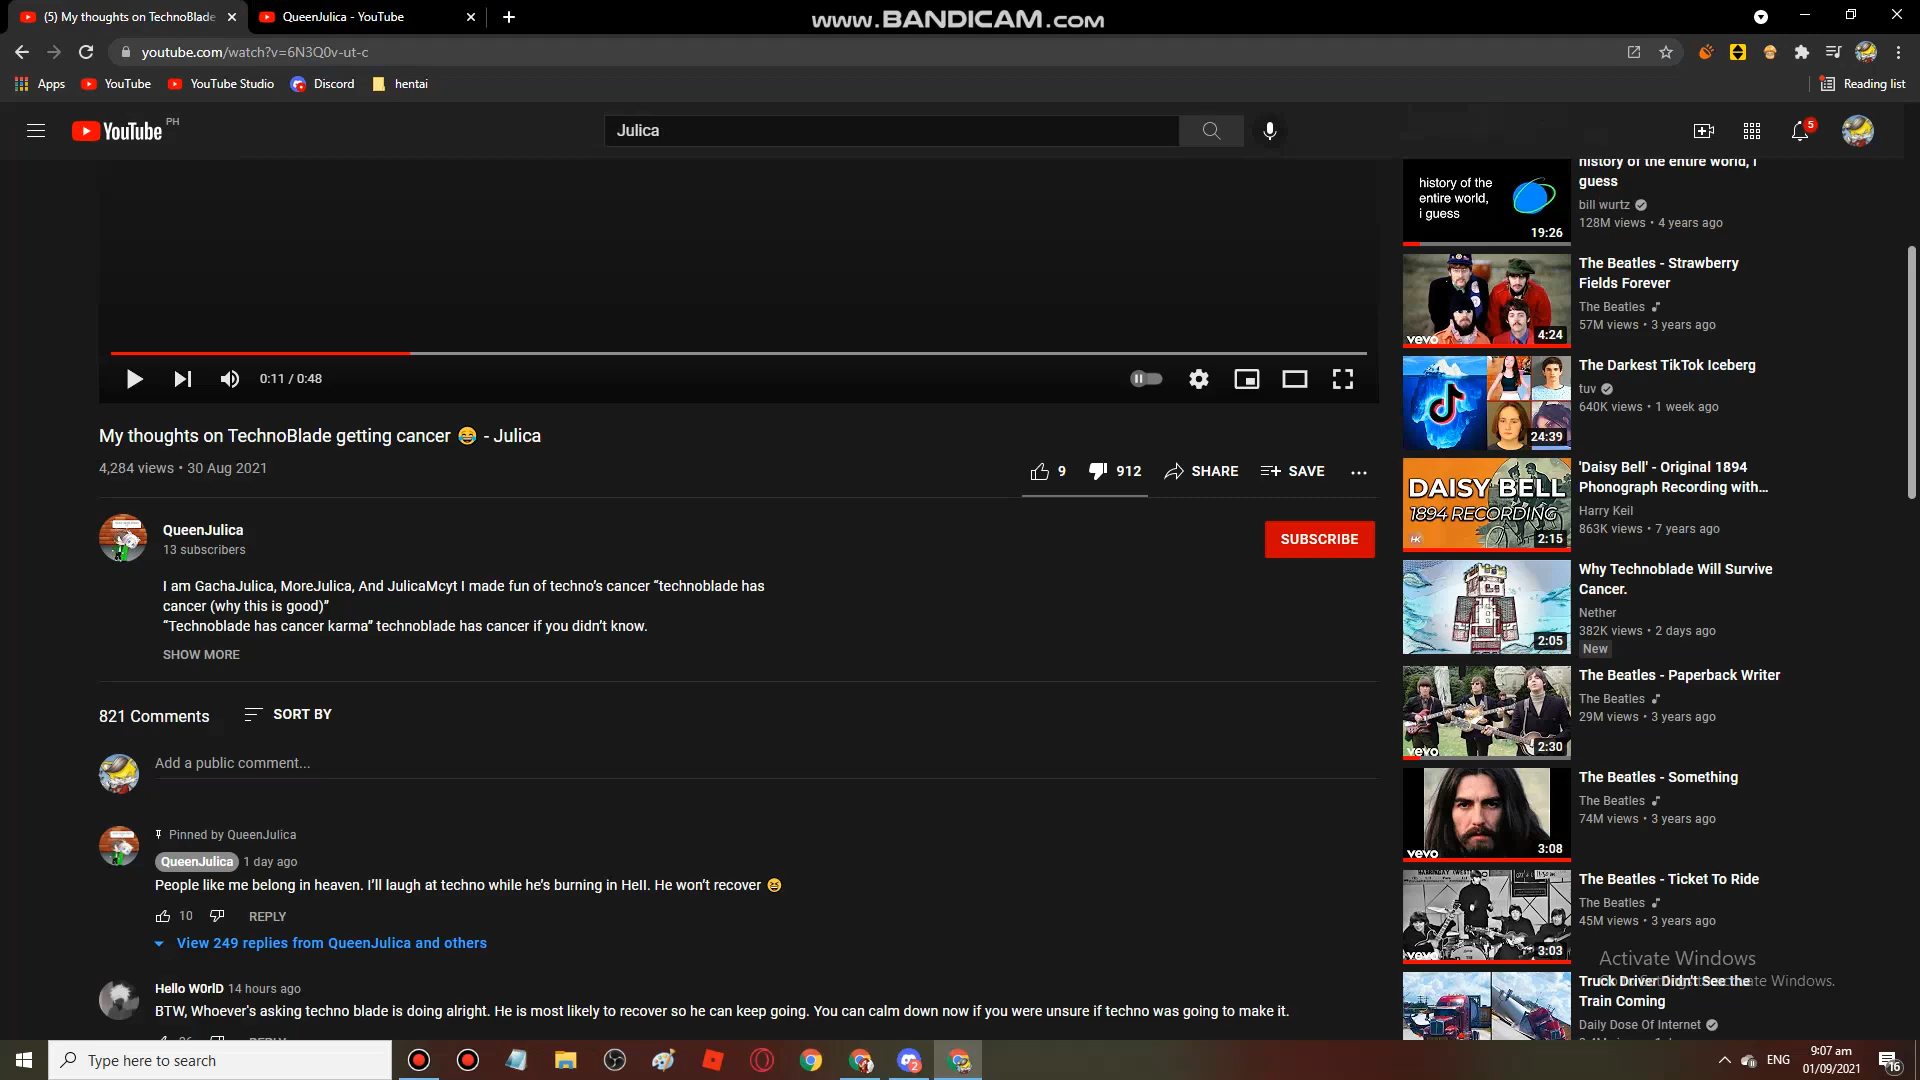 (5) My thoughts on TechnoBlade
QueenJulica - YouTube
www.BANDICAM.com
youtube.com/watch?v=6N3Q0v-ut-c
Apps
YouTube
YouTube Studio
Discord
hentai
Reading list
YouTube PH
Julica
5
history of the entire world, i guess
19:26
history of the entire world, i
guess
bill wurtz
128M views • 4 years ago
vevo
4:24
The Beatles - Strawberry
Fields Forever
The Beatles
57M views • 3 years ago
24:39
The Darkest TikTok Iceberg
tuv
640K views • 1 week ago
DAISY BELL
1894 RECORDING
HK
2:15
'Daisy Bell' - Original 1894
Phonograph Recording with...
Harry Keil
863K views • 7 years ago
2:05
Why Technoblade Will Survive
Cancer.
Nether
382K views • 2 days ago
New
vevo
2:30
The Beatles - Paperback Writer
The Beatles
29M views • 3 years ago
vevo
3:08
The Beatles - Something
The Beatles
74M views • 3 years ago
vevo
3:03
The Beatles - Ticket To Ride
The Beatles
45M views • 3 years ago
Activate Windows
Truck Driver Didn't See the
Train Coming
Daily Dose Of Internet
0:11 / 0:48
My thoughts on TechnoBlade getting cancer 😂 - Julica
4,284 views • 30 Aug 2021
9
912
SHARE
SAVE
QueenJulica
13 subscribers
SUBSCRIBE
I am GachaJulica, MoreJulica, And JulicaMcyt I made fun of techno's cancer “technoblade has
cancer (why this is good)”
“Technoblade has cancer karma” technoblade has cancer if you didn't know.
SHOW MORE
821 Comments
SORT BY
Add a public comment...
Pinned by QueenJulica
QueenJulica 1 day ago
People like me belong in heaven. I'll laugh at techno while he's burning in Hell. He won't recover 😆
10
REPLY
View 249 replies from QueenJulica and others
Hello W0rlD 14 hours ago
BTW, Whoever's asking techno blade is doing alright. He is most likely to recover so he can keep going. You can calm down now if you were unsure if techno was going to make it.
Type here to search
2
ENG
9:07 am
01/09/2021
16